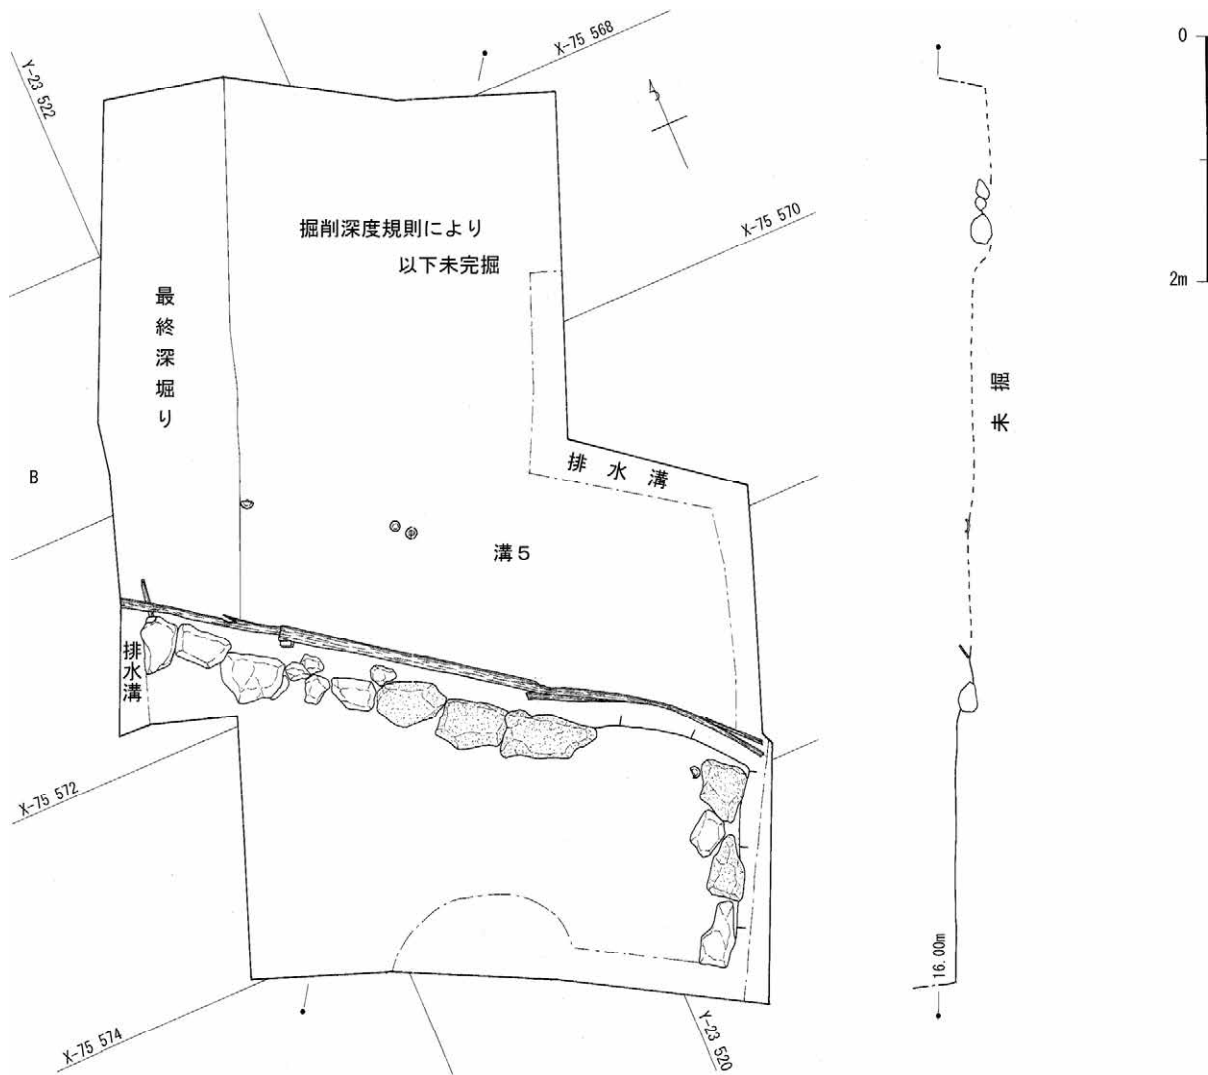 X-75 568
0
Y-23 522
X-75 570
掘削深度規則により
以下未完掘
2m
最終深堀り
未掘
排水溝
B
溝5
排水溝
X-75 572
16.00m
X-75 574
Y-23 520